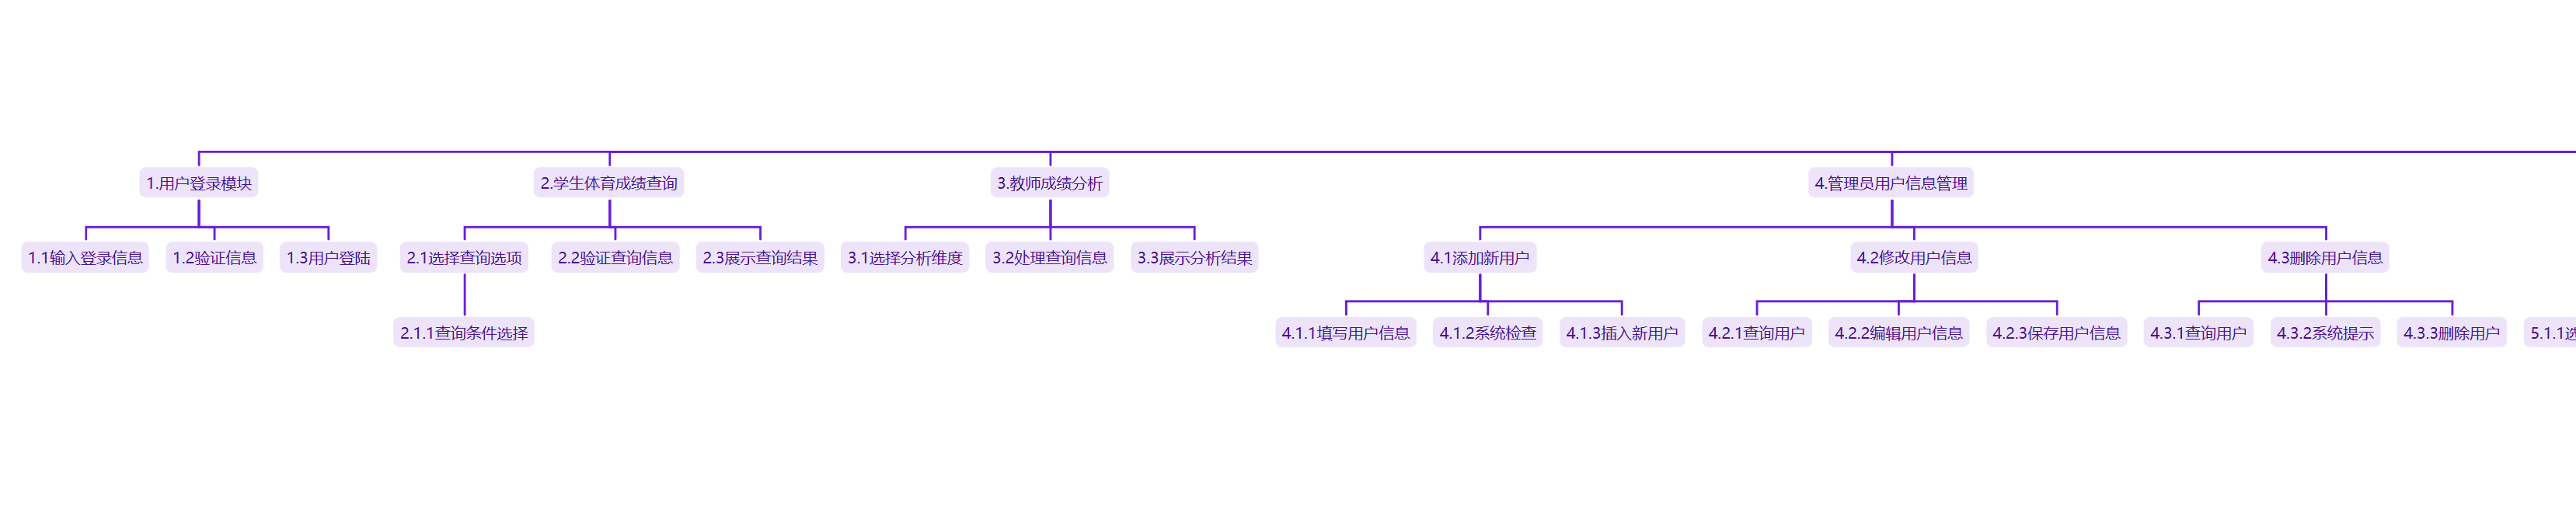 1.用户登录模块
2.学生体育成绩查询
3.教师成绩分析
4.管理员用户信息管理
1.1输入登录信息
1.2验证信息
1.3用户登陆
2.1选择查询选项
2.2验证查询信息
2.3展示查询结果
3.1选择分析维度
3.2处理查询信息
3.3展示分析结果
4.1添加新用户
4.2修改用户信息
4.3删除用户信息
2.1.1查询条件选择
4.1.1填写用户信息
4.1.2系统检查
4.1.3插入新用户
4.2.1查询用户
4.2.2编辑用户信息
4.2.3保存用户信息
4.3.1查询用户
4.3.2系统提示
4.3.3删除用户
5.1.1